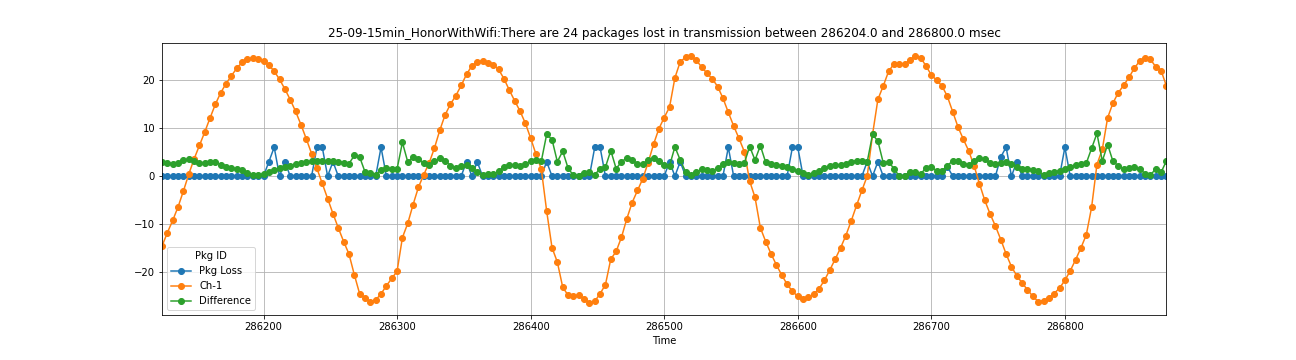 25-09-15min_HonorWithWifi:There are 24 packages lost in transmission between 286204.0 and 286800.0 msec
20
10
0
−10
−20
Pkg ID
Pkg Loss
Ch-1
Difference
286200 286300 286400 286500 286600 286700 286800
Time